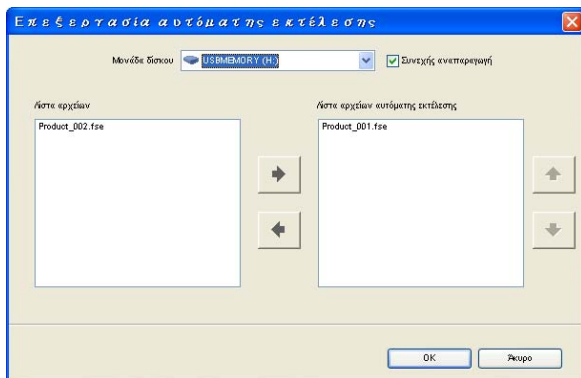 Επεξεργασία αυτόματης εκτέλεσης
Μονάδα δίσκου USBMEMORY (H:) Συνεχής αναπαραγωγή
Λίστα αρχείων Λίστα αρχείων αυτόματης εκτέλεσης
Product_002.fse Product_001.fse
OK Άκυρο